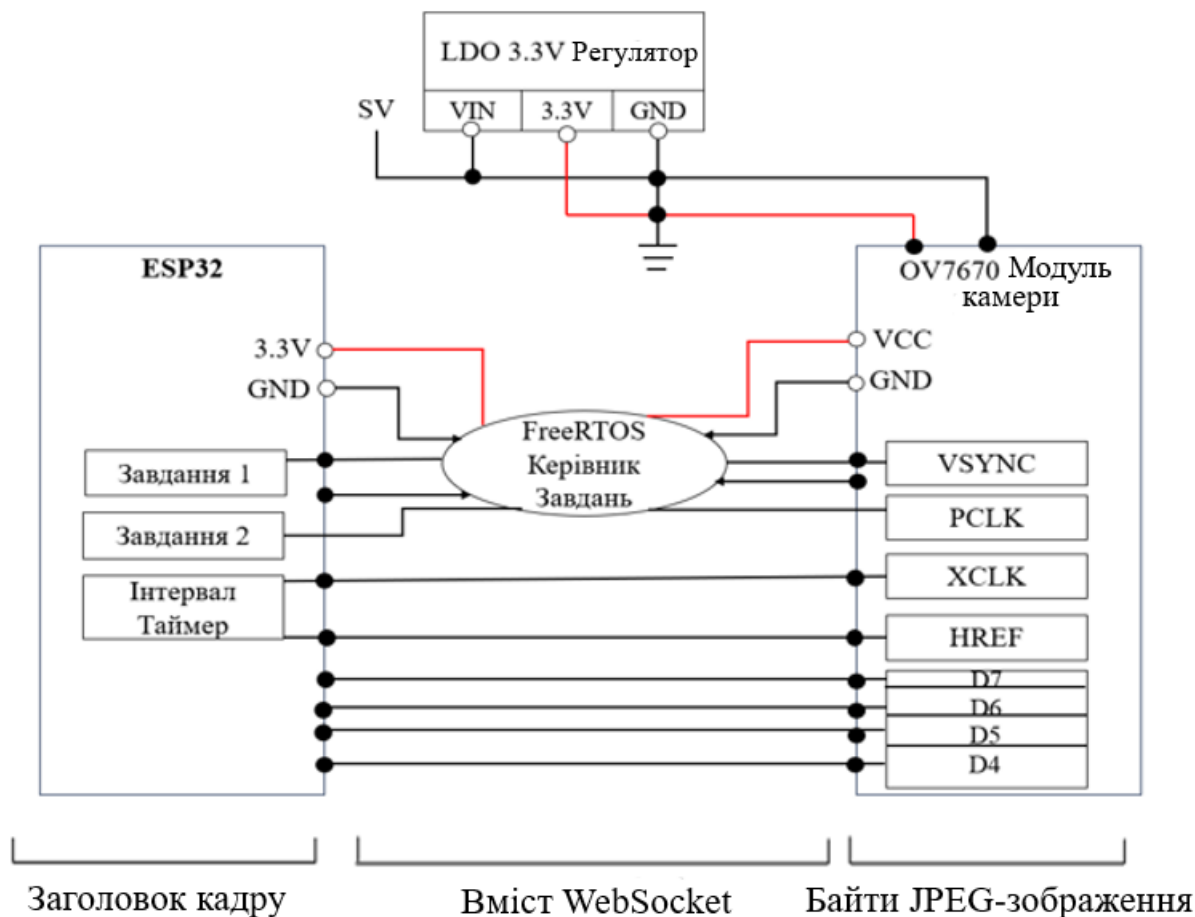 LDO 3.3V Регулятор
SV
VIN
3.3V
GND
ESP32
OV7670 Модуль
камери
3.3V
GND
VCC
GND
FreeRTOS
Керівник
Завдань
Завдання 1
Завдання 2
Інтервал
Таймер
VSYNC
PCLK
XCLK
HREF
D7
D6
D5
D4
Заголовок кадру
Вміст WebSocket
Байти JPEG-зображення